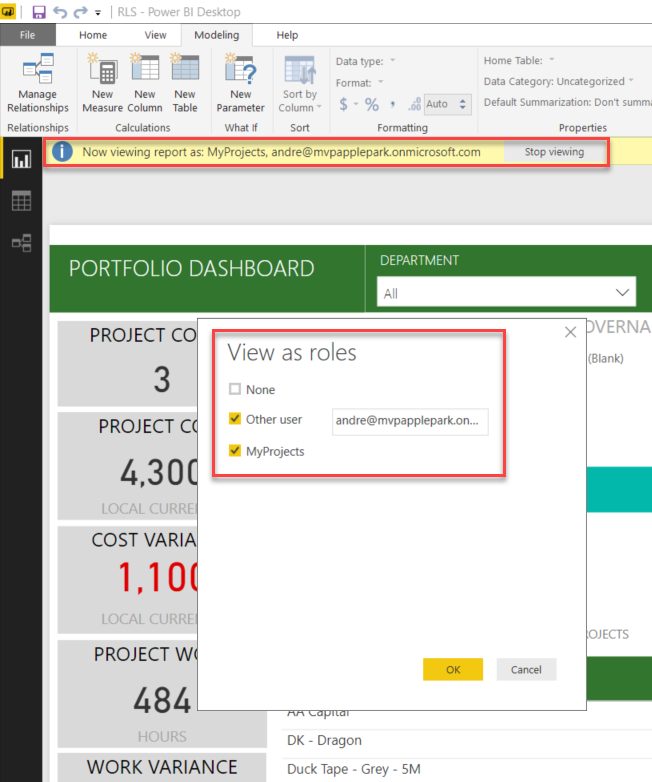 RLS - Power BI Desktop
File Home View Modeling Help
Manage Relationships
New Measure
New Column
New Table
New Parameter
Sort by Column
Data type:
Format:
$ % , .00 Auto
Home Table:
Data Category: Uncategorized
Default Summarization: Don't summa
Relationships Calculations What If Sort Formatting Properties
Now viewing report as: MyProjects, andre@mvpapplepark.onmicrosoft.com Stop viewing
PORTFOLIO DASHBOARD
DEPARTMENT
All
PROJECT CO
3
PROJECT CO
4,300
LOCAL CURRE
COST VARIA
1,100
LOCAL CURRE
PROJECT WO
484
HOURS
WORK VARIANCE
View as roles
None
Other user andre@mvpapplepark.on...
MyProjects
OK Cancel
OVERNA
(Blank)
OJECTS
AA Capital
DK - Dragon
Duck Tape - Grey - 5M